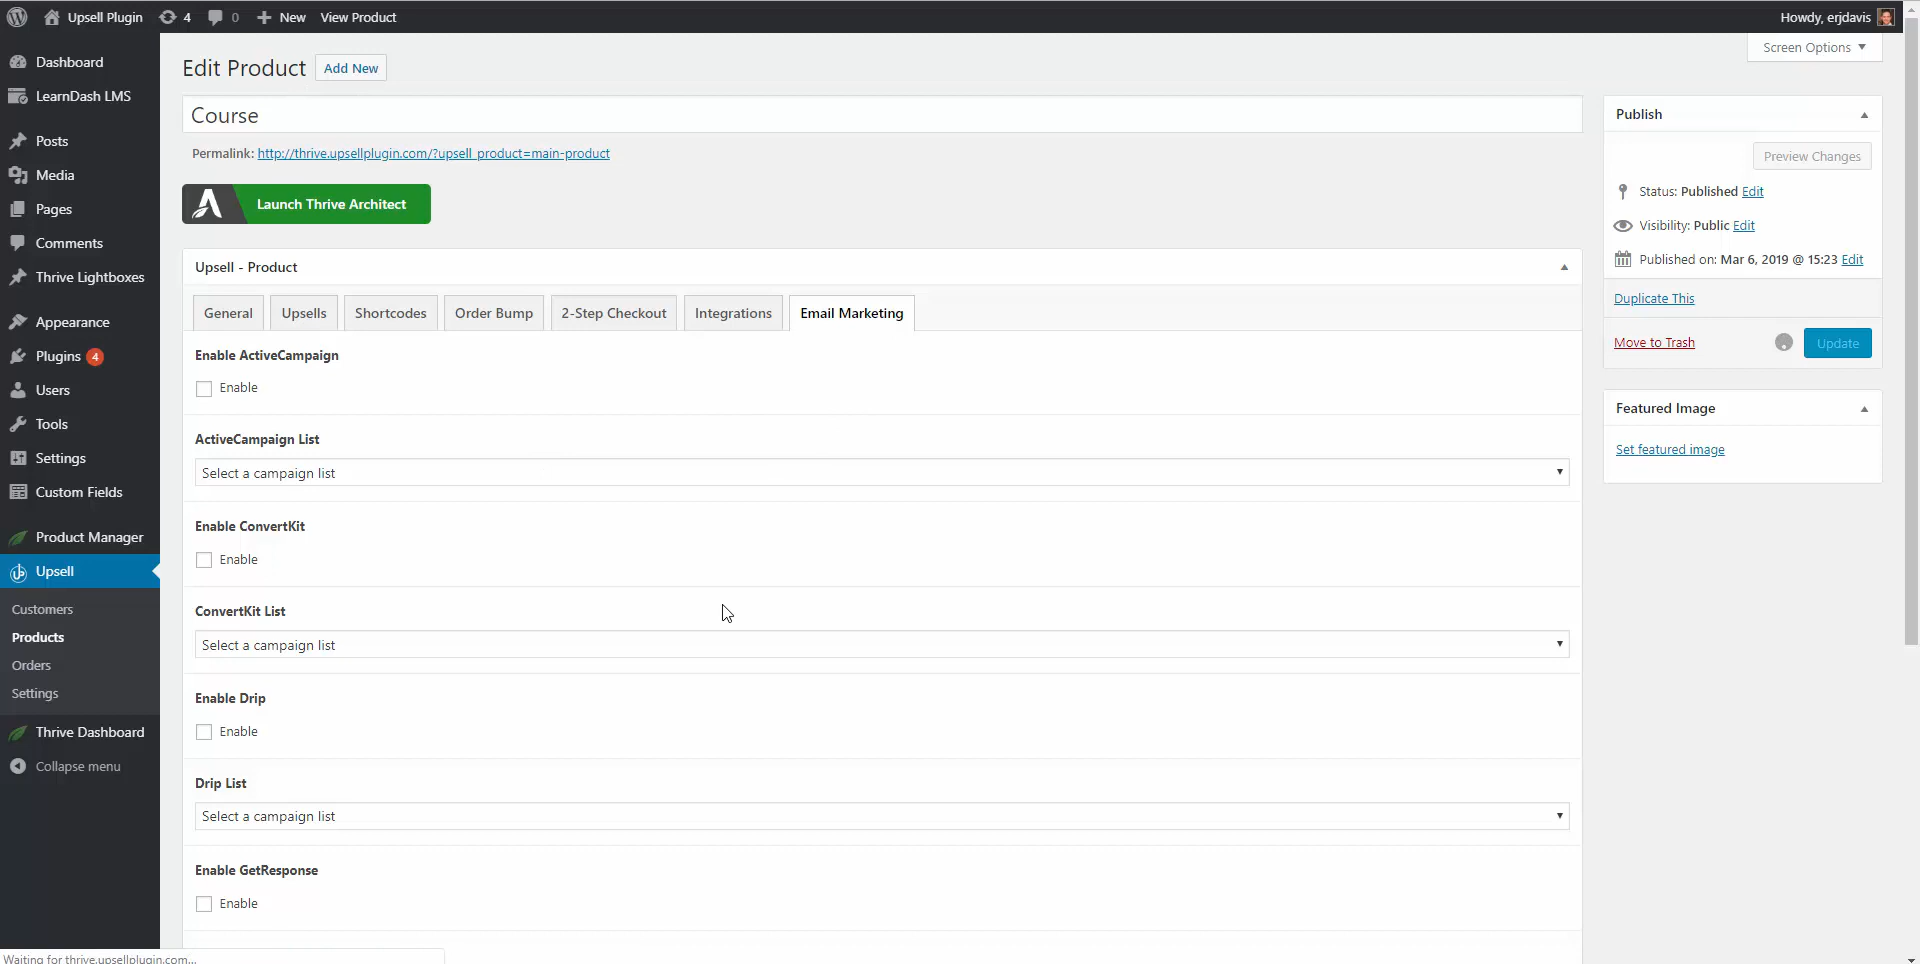 Upsell Plugin
4
0
New
View Product
Howdy, erjdavis
Screen Options
Dashboard
LearnDash LMS
Posts
Media
Pages
Comments
Thrive Lightboxes
Appearance
Plugins 4
Users
Tools
Settings
Custom Fields
Product Manager
Upsell
Customers
Products
Orders
Settings
Thrive Dashboard
Collapse menu
Edit Product
Add New
Course
Permalink: http://thrive.upsellplugin.com/?upsell_product=main-product
Launch Thrive Architect
Upsell - Product
General
Upsells
Shortcodes
Order Bump
2-Step Checkout
Integrations
Email Marketing
Enable ActiveCampaign
Enable
ActiveCampaign List
Select a campaign list
Enable ConvertKit
Enable
ConvertKit List
Select a campaign list
Enable Drip
Enable
Drip List
Select a campaign list
Enable GetResponse
Enable
Publish
Preview Changes
Status: Published Edit
Visibility: Public Edit
Published on: Mar 6, 2019 @ 15:23 Edit
Duplicate This
Move to Trash
Update
Featured Image
Set featured image
Waiting for thrive.upsellplugin.com...